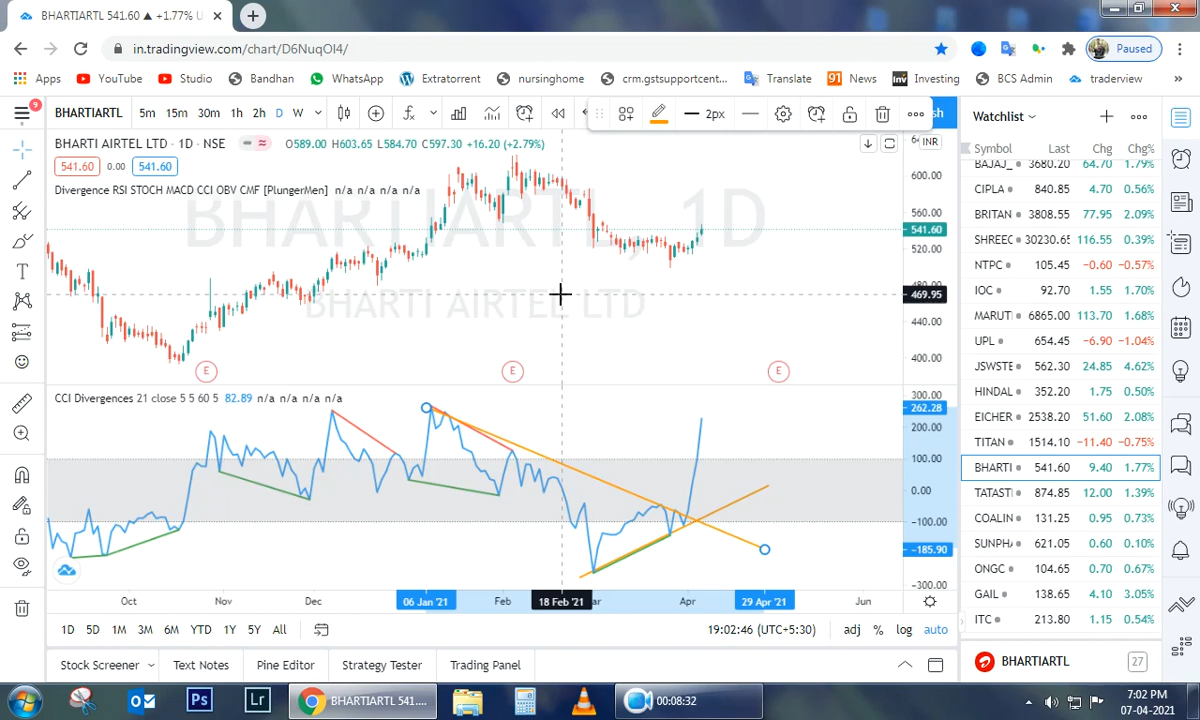 BHARTIARTL 541.60 ▲ +1.77% U
in.tradingview.com/chart/D6NuqOI4/
Paused
Apps YouTube Studio Bandhan WhatsApp Extratorrent nursinghome crm.gstsupportcent... Translate 91 News Inv Investing BCS Admin traderview »
9
BHARTIARTL 5m 15m 30m 1h 2h D W 2px sh
BHARTI AIRTEL LTD · 1D · NSE O589.00 H603.65 L584.70 C597.30 +16.20 (+2.79%)
INR
541.60 0.00 541.60
Divergence RSI STOCH MACD CCI OBV CMF [PlungerMen] n/a n/a n/a n/a
BHARTIARTL, 1D
BHARTI AIRTEL LTD
600.00
560.00
541.60
520.00
469.95
440.00
400.00
E E E
CCI Divergences 21 close 5 5 60 5 82.89 n/a n/a n/a n/a
300.00
262.28
200.00
100.00
0.00
−100.00
−185.90
−300.00
Oct Nov Dec 06 Jan '21 Feb 18 Feb '21 ar Apr 29 Apr '21 Jun
1D 5D 1M 3M 6M YTD 1Y 5Y All 19:02:46 (UTC+5:30) adj % log auto
Stock Screener Text Notes Pine Editor Strategy Tester Trading Panel
Watchlist
Symbol Last Chg Chg%
BAJAJ_ 3680.20 64.70 1.79%
CIPLA 840.85 4.70 0.56%
BRITAN 3808.55 77.95 2.09%
SHREEC 30230.65 116.55 0.39%
NTPC 105.45 −0.60 −0.57%
IOC 92.70 1.55 1.70%
MARUTI 6865.00 113.70 1.68%
UPL 654.45 −6.90 −1.04%
JSWSTE 562.30 24.85 4.62%
HINDAL 352.20 1.75 0.50%
EICHER 2538.20 51.60 2.08%
TITAN 1514.10 −11.40 −0.75%
BHARTI 541.60 9.40 1.77%
TATAST 874.85 12.00 1.39%
COALIN 131.25 0.95 0.73%
SUNPHA 621.05 0.60 0.10%
ONGC 104.65 0.70 0.67%
GAIL 138.65 4.10 3.05%
ITC 213.80 1.15 0.54%
BHARTIARTL 27
Ps Lr BHARTIARTL 541.... 00:08:32
7:02 PM
07-04-2021